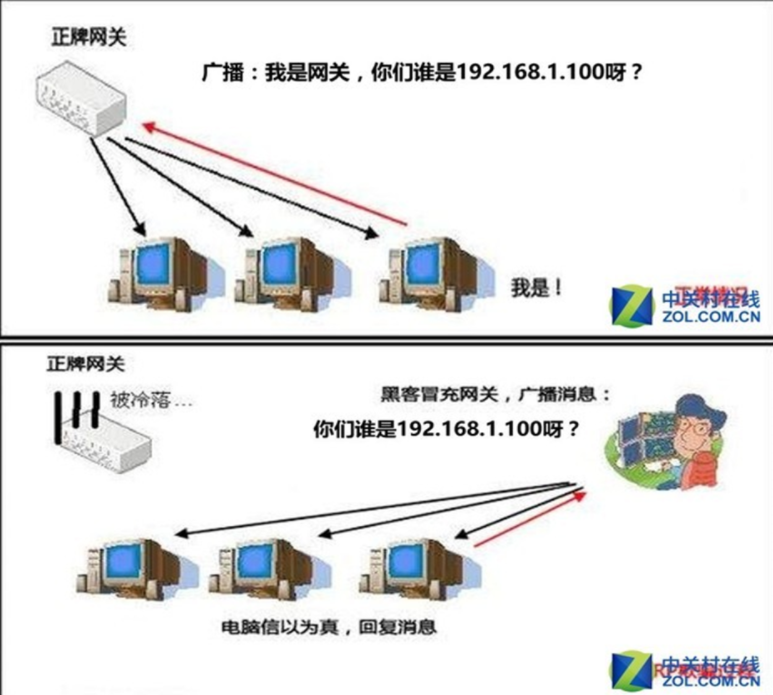 正牌网关
广播：我是网关，你们谁是192.168.1.100呀？
我是！
正常情况
中关村在线
ZOL.COM.CN
正牌网关
被冷落...
黑客冒充网关，广播消息：
你们谁是192.168.1.100呀？
电脑信以为真，回复消息
中关村在线
ZOL.COM.CN